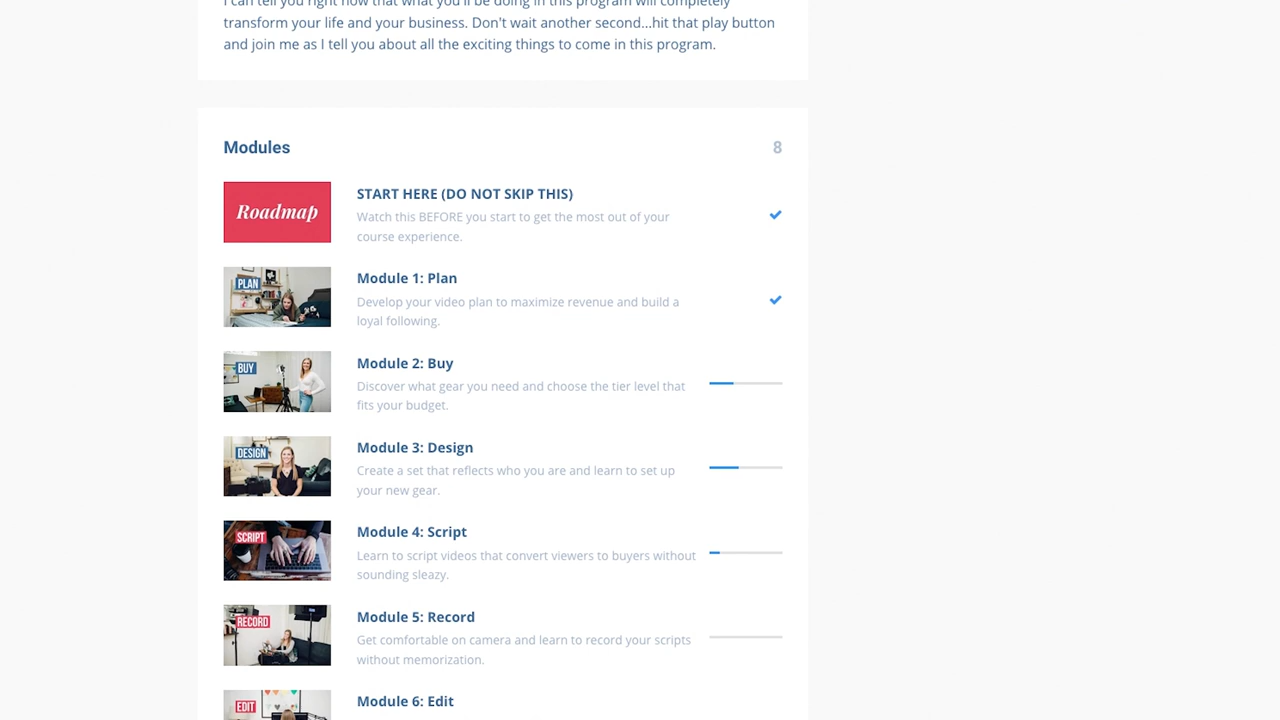 I can tell you right now that what you'll be doing in this program will completely
transform your life and your business. Don't wait another second...hit that play button
and join me as I tell you about all the exciting things to come in this program.
Modules
8
Roadmap
START HERE (DO NOT SKIP THIS)
Watch this BEFORE you start to get the most out of your
course experience.
PLAN
Module 1: Plan
Develop your video plan to maximize revenue and build a
loyal following.
BUY
Module 2: Buy
Discover what gear you need and choose the tier level that
fits your budget.
DESIGN
Module 3: Design
Create a set that reflects who you are and learn to set up
your new gear.
SCRIPT
Module 4: Script
Learn to script videos that convert viewers to buyers without
sounding sleazy.
RECORD
Module 5: Record
Get comfortable on camera and learn to record your scripts
without memorization.
EDIT
Module 6: Edit